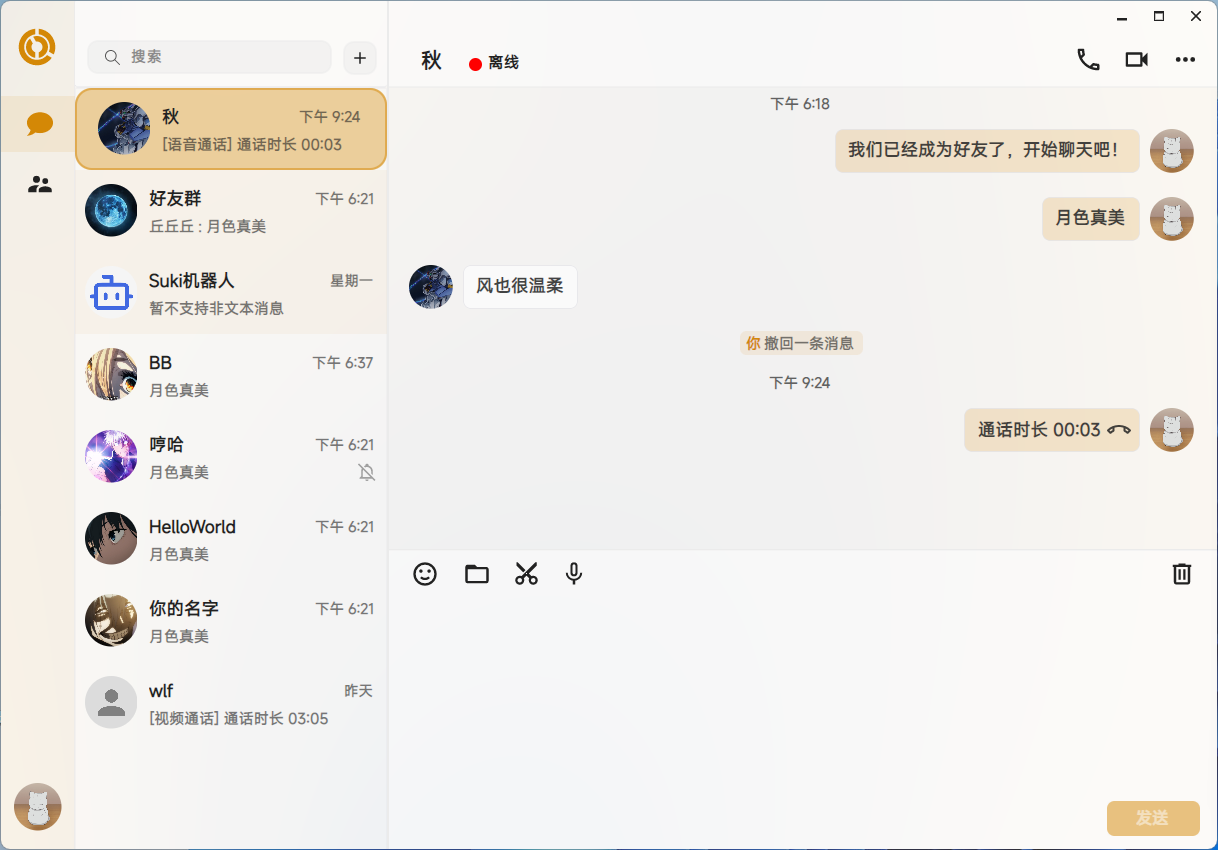 搜索
秋
下午 9:24
[语音通话] 通话时长 00:03
好友群
下午 6:21
丘丘丘 : 月色真美
Suki机器人
星期一
暂不支持非文本消息
BB
下午 6:37
月色真美
哼哈
下午 6:21
月色真美
HelloWorld
下午 6:21
月色真美
你的名字
下午 6:21
月色真美
wlf
昨天
[视频通话] 通话时长 03:05
秋
离线
下午 6:18
我们已经成为好友了，开始聊天吧！
月色真美
风也很温柔
你 撤回一条消息
下午 9:24
通话时长 00:03
发送